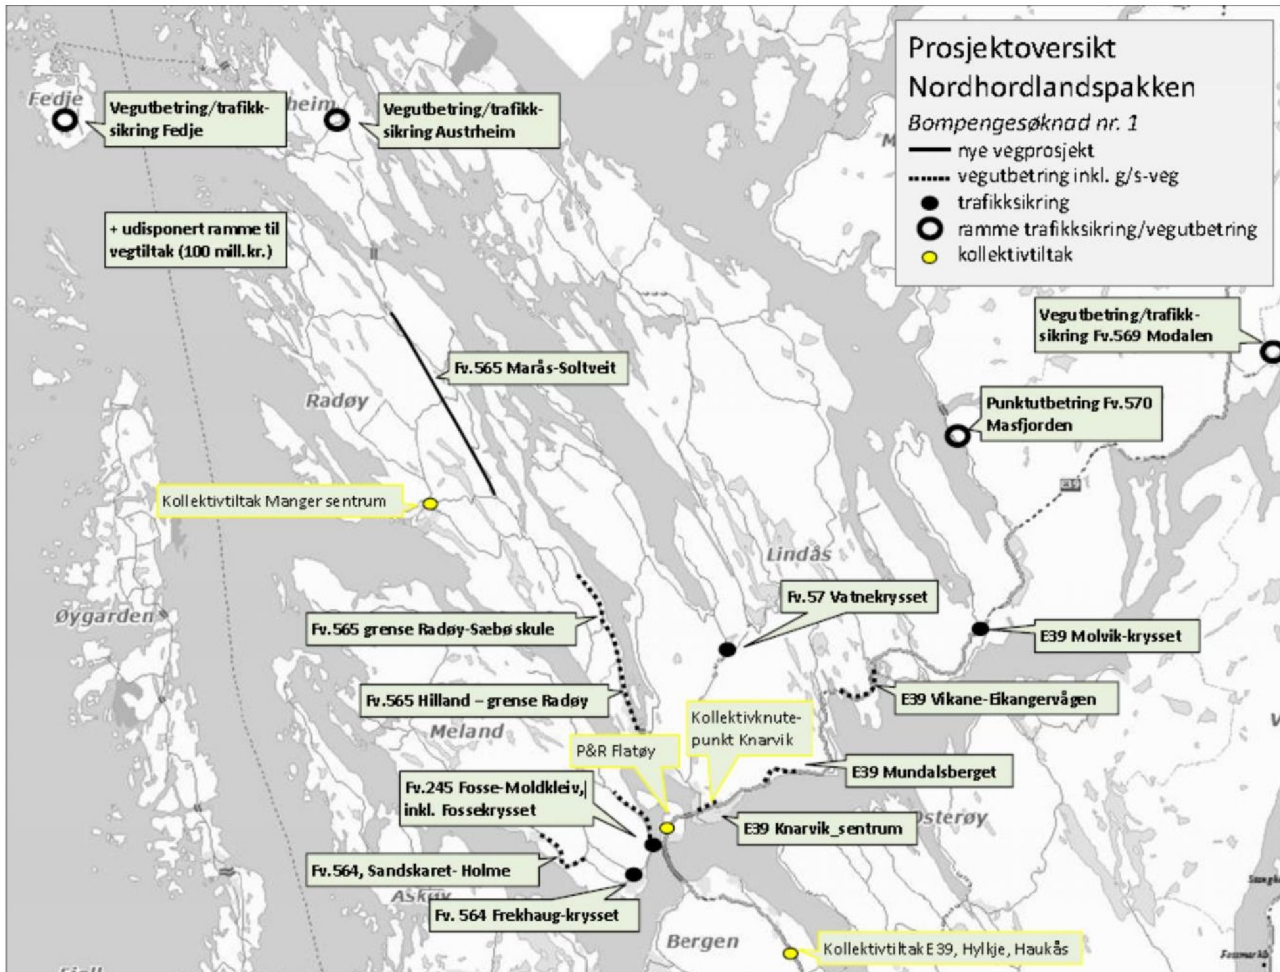 Prosjektoversikt
Nordhordlandspakken
Bompengesøknad nr. 1
nye vegprosjekt
vegutbetring inkl. g/s-veg
trafikksikring
ramme trafikksikring/vegutbetring
kollektivtiltak
Fedje
Vegutbetring/trafikk-
sikring Fedje
heim
Vegutbetring/trafikk-
sikring Austrheim
+ udisponert ramme til
vegtiltak (100 mill.kr.)
Vegutbetring/trafikk-
sikring Fv.569 Modalen
Fv.565 Marås-Soltveit
Radøy
Punktutbetring Fv.570
Masfjorden
E39
Kollektivtiltak Manger sentrum
Lindås
Fv.57 Vatnekrysset
Øygarden
Fv.565 grense Radøy-Sæbø skule
E39 Molvik-krysset
Fv.565 Hilland – grense Radøy
E39 Vikane-Eikangervågen
Meland
Kollektivknute-
punkt Knarvik
P&R Flatøy
E39 Mundalsberget
Fv.245 Fosse-Moldkleiv,
inkl. Fossekrysset
E39 Knarvik_sentrum
Osterøy
Fv.564, Sandskaret- Holme
Askøy
Fv. 564 Frekhaug-krysset
Bergen
Kollektivtiltak E39, Hylkje, Haukås